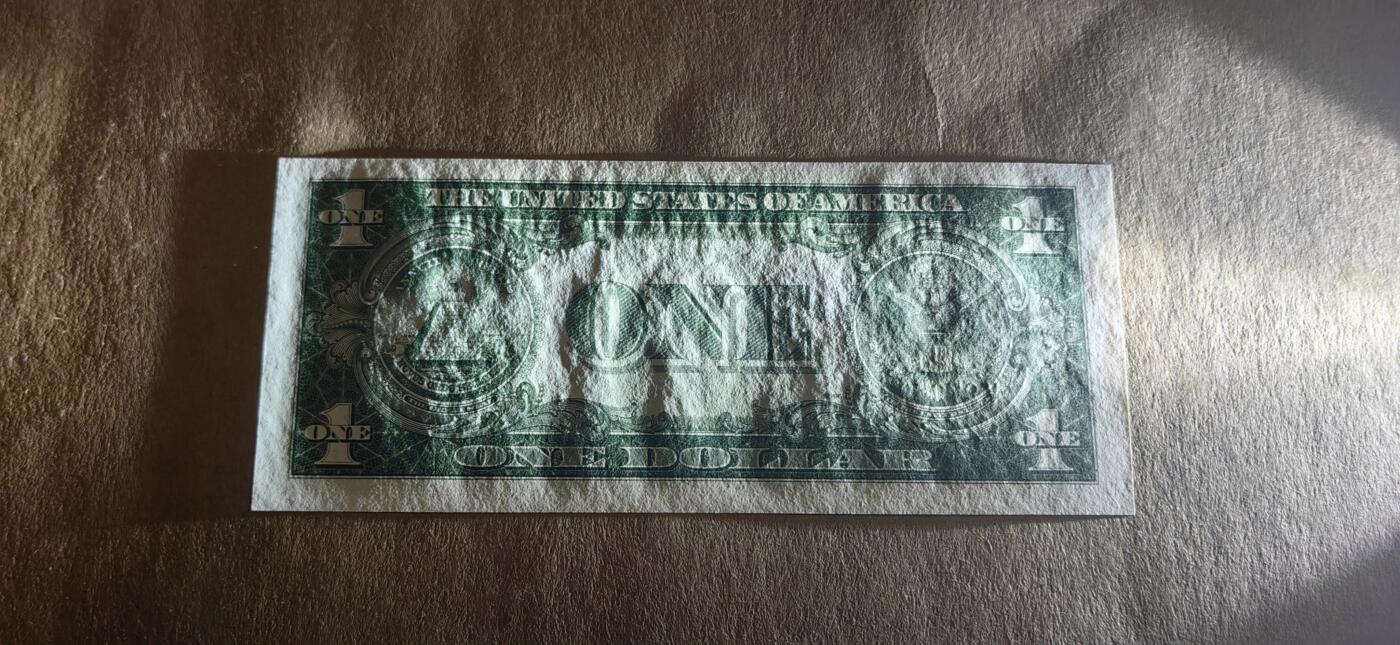 ONE 1 ONE 1
THE UNITED STATES OF AMERICA
ONE
ONE 1 ONE 1
ONE DOLLAR